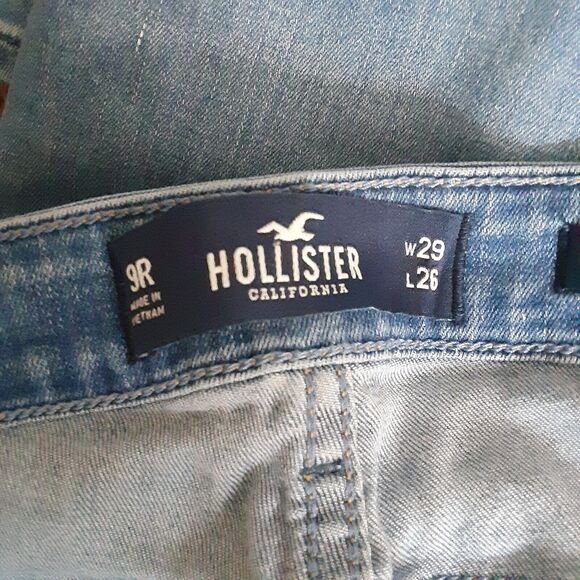 9R
MADE IN
VIETNAM
HOLLISTER
CALIFORNIA
W29
L26